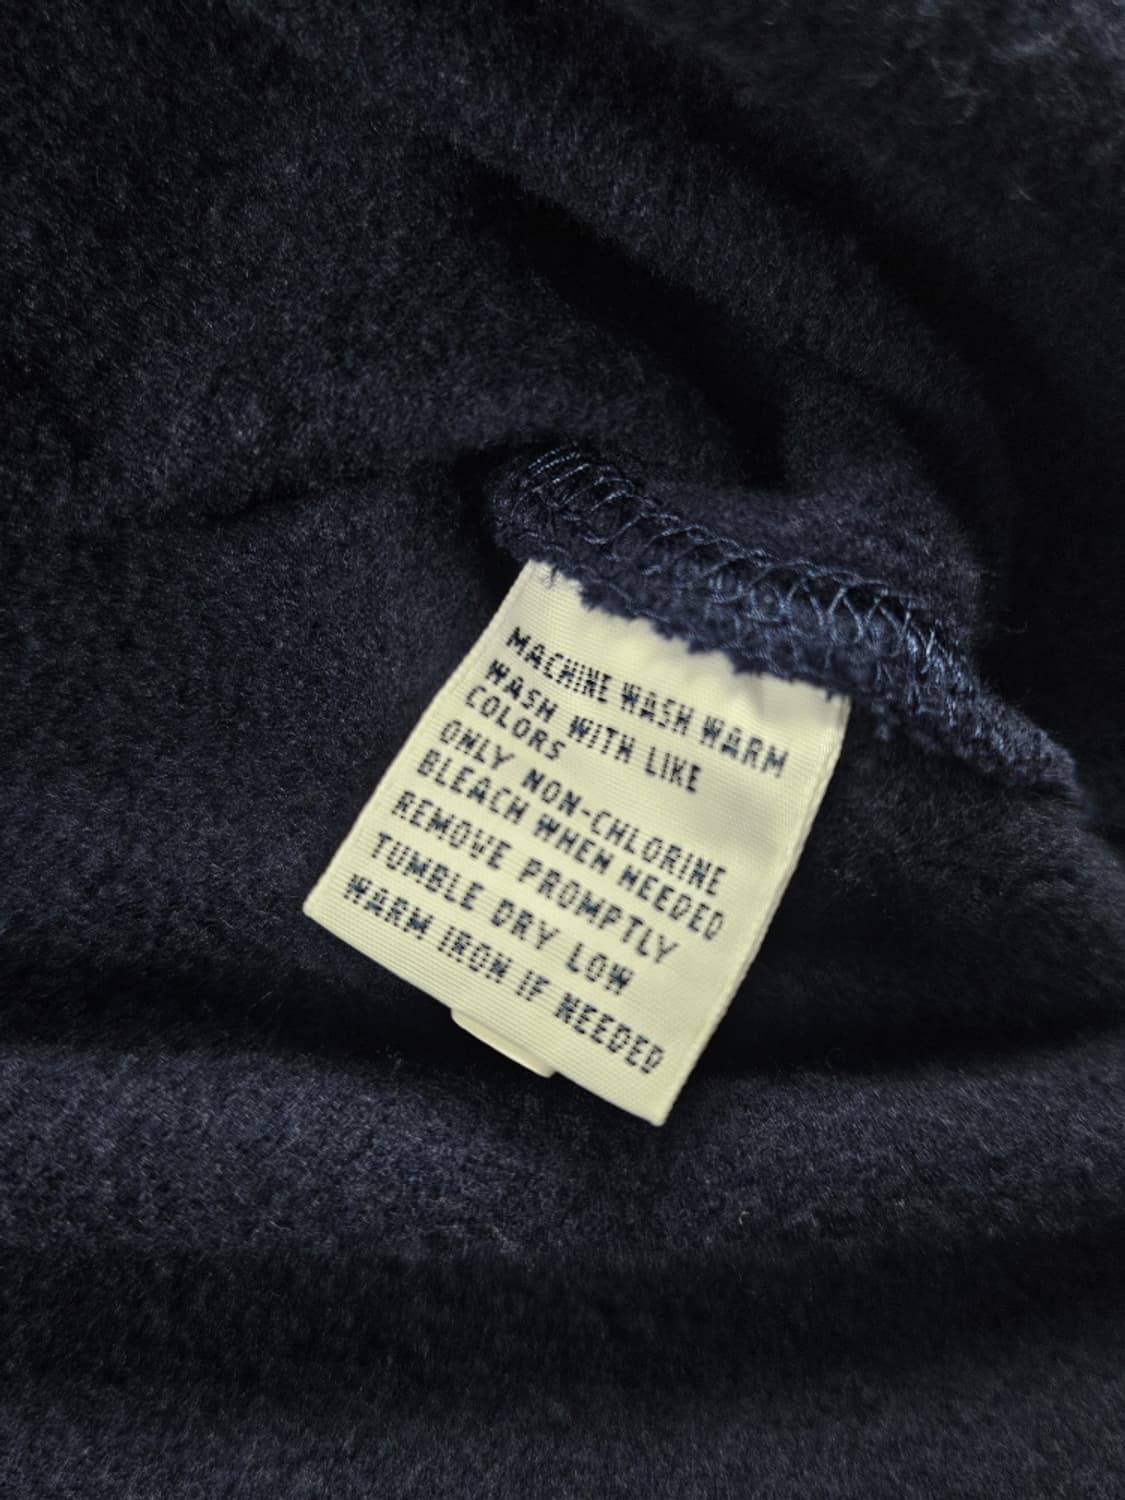 MACHINE WASH WARM
WASH WITH LIKE
COLORS
ONLY NON-CHLORINE
BLEACH WHEN NEEDED
REMOVE PROMPTLY
TUMBLE DRY LOW
WARM IRON IF NEEDED